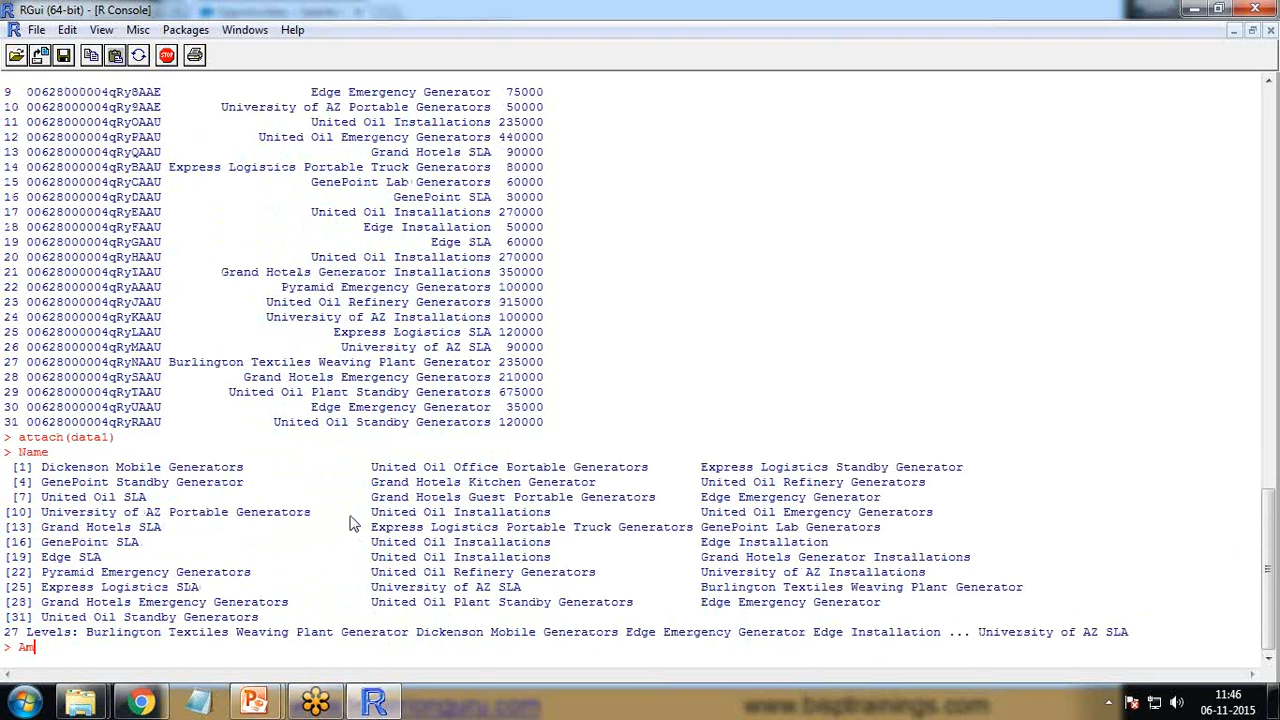 RGui (64-bit) - [R Console]
File Edit View Misc Packages Windows Help
STOP
9 00628000004qRy8AAE Edge Emergency Generator 75000
10 00628000004qRy9AAE University of AZ Portable Generators 50000
11 00628000004qRyOAAU United Oil Installations 235000
12 00628000004qRyPAAU United Oil Emergency Generators 440000
13 00628000004qRyQAAU Grand Hotels SLA 90000
14 00628000004qRyBAAU Express Logistics Portable Truck Generators 80000
15 00628000004qRyCAAU GenePoint Lab Generators 60000
16 00628000004qRyDAAU GenePoint SLA 30000
17 00628000004qRyEAAU United Oil Installations 270000
18 00628000004qRyFAAU Edge Installation 50000
19 00628000004qRyGAAU Edge SLA 60000
20 00628000004qRyHAAU United Oil Installations 270000
21 00628000004qRyIAAU Grand Hotels Generator Installations 350000
22 00628000004qRyAAAU Pyramid Emergency Generators 100000
23 00628000004qRyJAAU United Oil Refinery Generators 915000
24 00628000004qRyKAAU University of AZ Installations 100000
25 00628000004qRyLAAU Express Logistics SLA 120000
26 00628000004qRyMAAU University of AZ SLA 90000
27 00628000004qRyNAAU Burlington Textiles Weaving Plant Generator 235000
28 00628000004qRySAAU Grand Hotels Emergency Generators 210000
29 00628000004qRyTAAU United Oil Plant Standby Generators 675000
30 00628000004qRyUAAU Edge Emergency Generator 35000
31 00628000004qRyRAAU United Oil Standby Generators 120000
> attach(data1)
> Name
[1] Dickenson Mobile Generators United Oil Office Portable Generators Express Logistics Standby Generator
[4] GenePoint Standby Generator Grand Hotels Kitchen Generator United Oil Refinery Generators
[7] United Oil SLA Grand Hotels Guest Portable Generators Edge Emergency Generator
[10] University of AZ Portable Generators United Oil Installations United Oil Emergency Generators
[13] Grand Hotels SLA Express Logistics Portable Truck Generators GenePoint Lab Generators
[16] GenePoint SLA United Oil Installations Edge Installation
[19] Edge SLA United Oil Installations Grand Hotels Generator Installations
[22] Pyramid Emergency Generators United Oil Refinery Generators University of AZ Installations
[25] Express Logistics SLA University of AZ SLA Burlington Textiles Weaving Plant Generator
[28] Grand Hotels Emergency Generators United Oil Plant Standby Generators Edge Emergency Generator
[31] United Oil Standby Generators
27 Levels: Burlington Textiles Weaving Plant Generator Dickenson Mobile Generators Edge Emergency Generator Edge Installation ... University of AZ SLA
> Am
11:46
06-11-2015